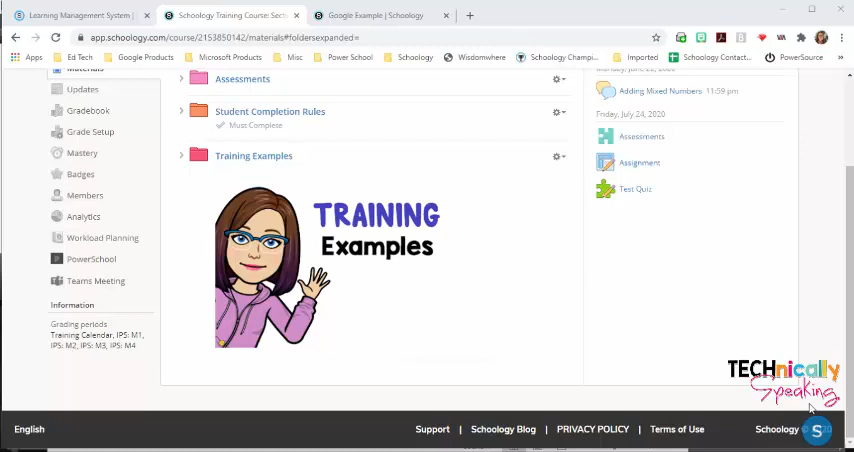 Learning Management System |
Schoology Training Course: Sect
Google Example | Schoology
app.schoology.com/course/2153850142/materials#foldersexpanded=
Apps
Ed Tech
Google Products
Microsoft Products
Misc
Power School
Schoology
Wisdomwhere
Schoology Champi...
Imported
Schoology Contact...
PowerSource
»
Materials
Updates
Gradebook
Grade Setup
Mastery
Badges
Members
Analytics
Workload Planning
PowerSchool
Teams Meeting
Information
Grading periods
Training Calendar, IPS: M1,
IPS: M2, IPS: M3, IPS: M4
Assessments
Student Completion Rules
Must Complete
Training Examples
TRAINING
Examples
Adding Mixed Numbers 11:59 pm
Friday, July 24, 2020
Assessments
Assignment
Test Quiz
TECHnically
Speaking
English
Support | Schoology Blog | PRIVACY POLICY | Terms of Use
Schoology ©
S